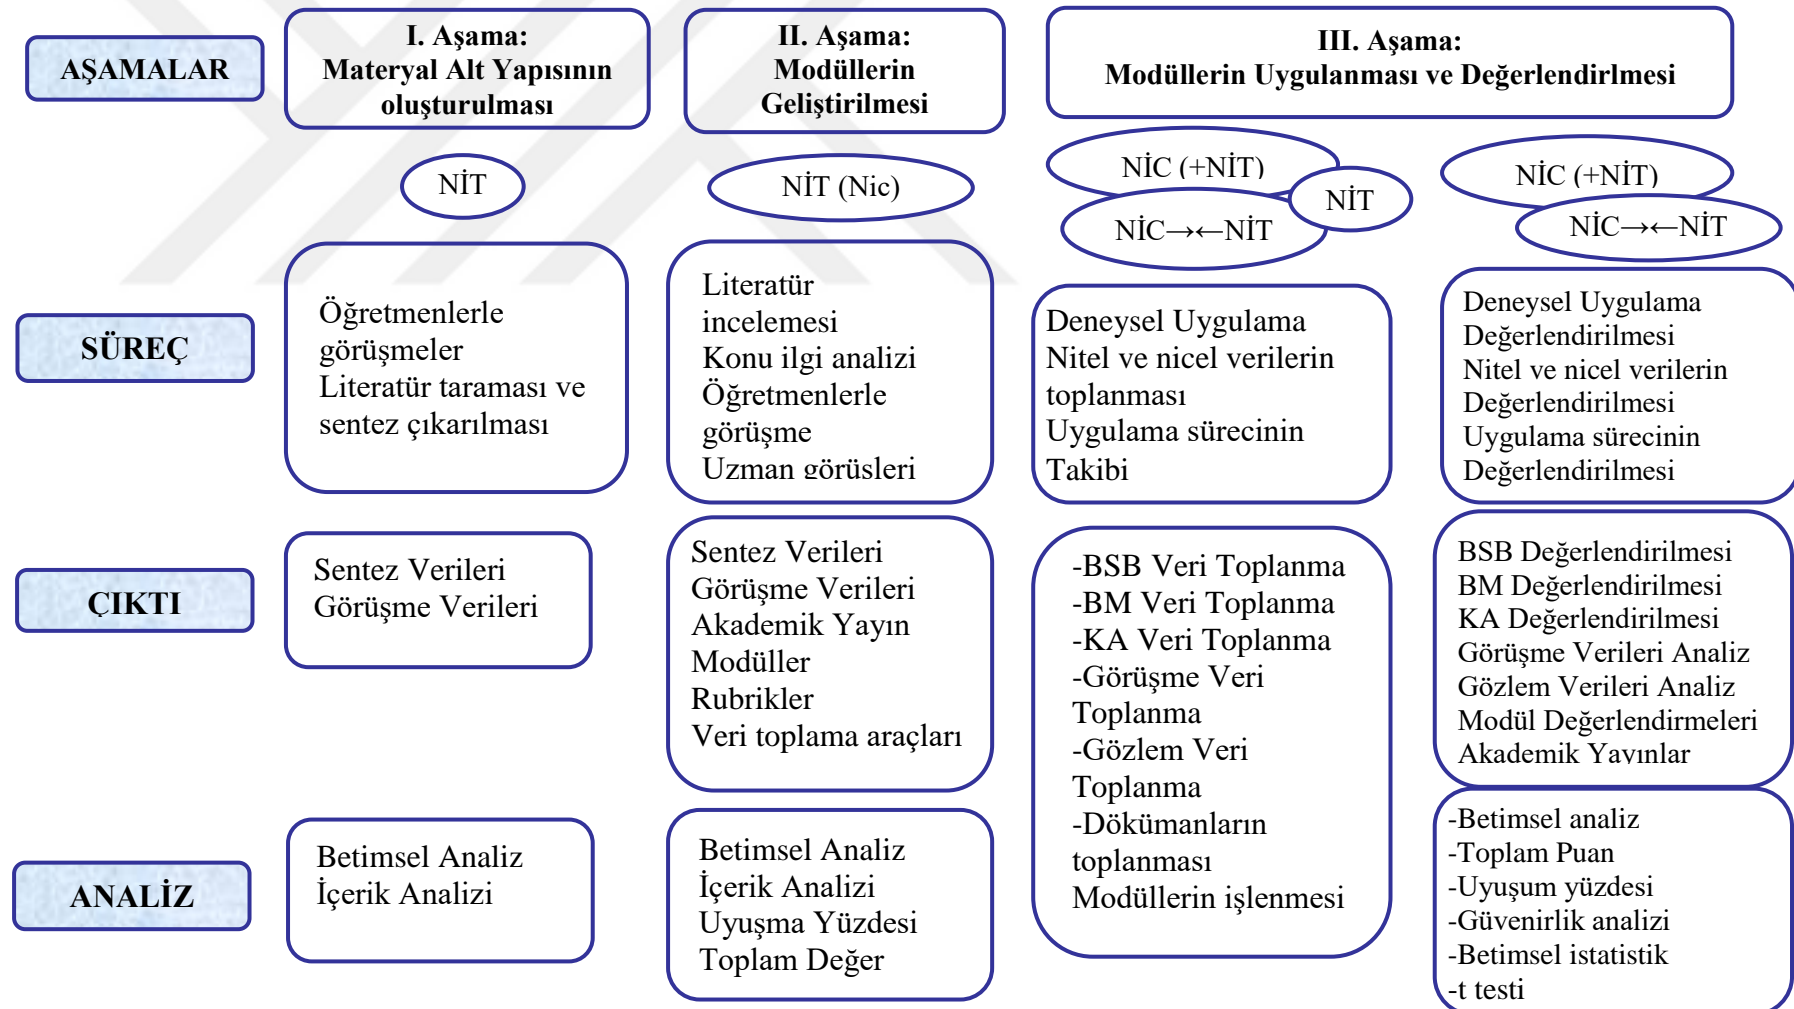 AŞAMALAR
I. Aşama:
Materyal Alt Yapısının
oluşturulması
II. Aşama:
Modüllerin
Geliştirilmesi
III. Aşama:
Modüllerin Uygulanması ve Değerlendirlmesi
NİT
NİT (Nic)
NİC (+NİT)
NİT
NİC→←NİT
NİC (+NİT)
NİC→←NİT
SÜREÇ
Öğretmenlerle
görüşmeler
Literatür taraması ve
sentez çıkarılması
Literatür
incelemesi
Konu ilgi analizi
Öğretmenlerle
görüşme
Uzman görüşleri
Deneysel Uygulama
Nitel ve nicel verilerin
toplanması
Uygulama sürecinin
Takibi
Deneysel Uygulama
Değerlendirilmesi
Nitel ve nicel verilerin
Değerlendirilmesi
Uygulama sürecinin
Değerlendirilmesi
ÇIKTI
Sentez Verileri
Görüşme Verileri
Sentez Verileri
Görüşme Verileri
Akademik Yayın
Modüller
Rubrikler
Veri toplama araçları
-BSB Veri Toplanma
-BM Veri Toplanma
-KA Veri Toplanma
-Görüşme Veri
Toplanma
-Gözlem Veri
Toplanma
-Dökümanların
toplanması
Modüllerin işlenmesi
BSB Değerlendirilmesi
BM Değerlendirilmesi
KA Değerlendirilmesi
Görüşme Verileri Analiz
Gözlem Verileri Analiz
Modül Değerlendirmeleri
Akademik Yayınlar
ANALİZ
Betimsel Analiz
İçerik Analizi
Betimsel Analiz
İçerik Analizi
Uyuşma Yüzdesi
Toplam Değer
-Betimsel analiz
-Toplam Puan
-Uyuşum yüzdesi
-Güvenirlik analizi
-Betimsel istatistik
-t testi